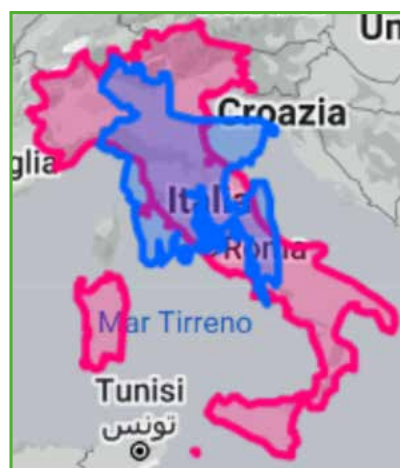 Un
Croazia
glia
Italia
Roma
Mar Tirreno
Tunisi
تونس